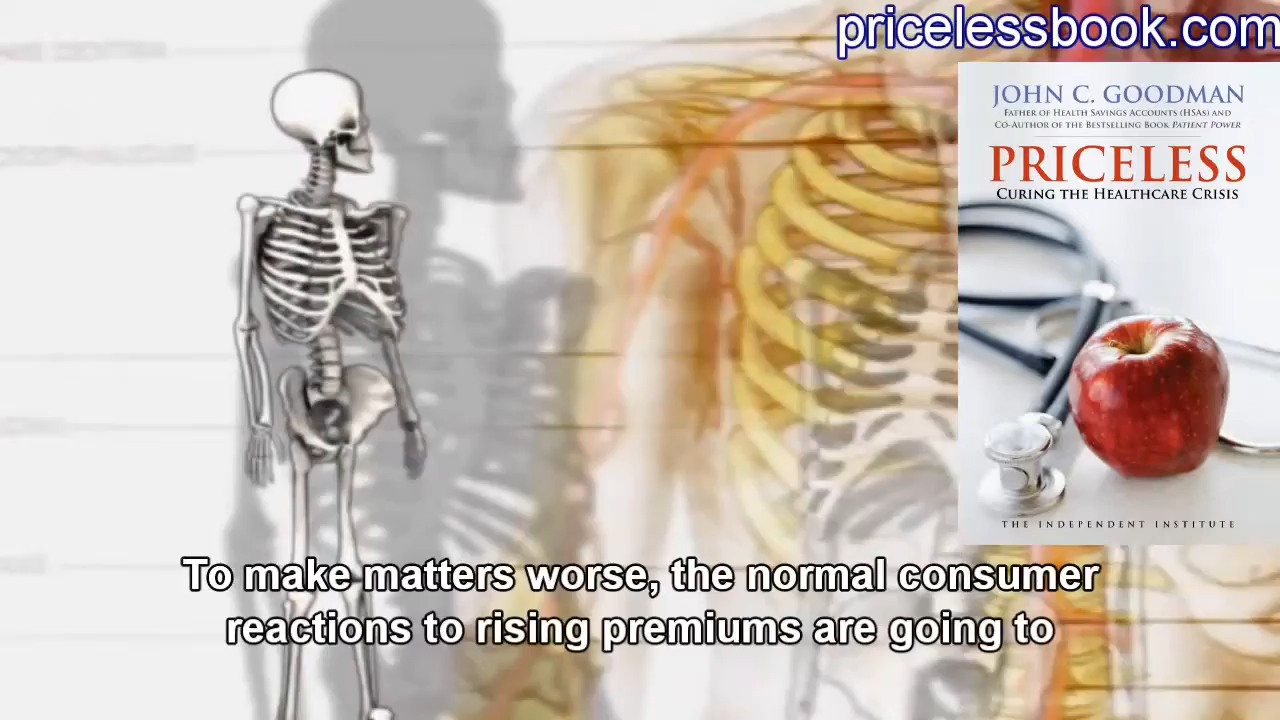 pricelessbook.com
JOHN C. GOODMAN
FATHER OF HEALTH SAVINGS ACCOUNTS (HSAS) AND
CO-AUTHOR OF THE BESTSELLING BOOK PATIENT POWER
PRICELESS
CURING THE HEALTHCARE CRISIS
THE INDEPENDENT INSTITUTE
To make matters worse, the normal consumer
reactions to rising premiums are going to